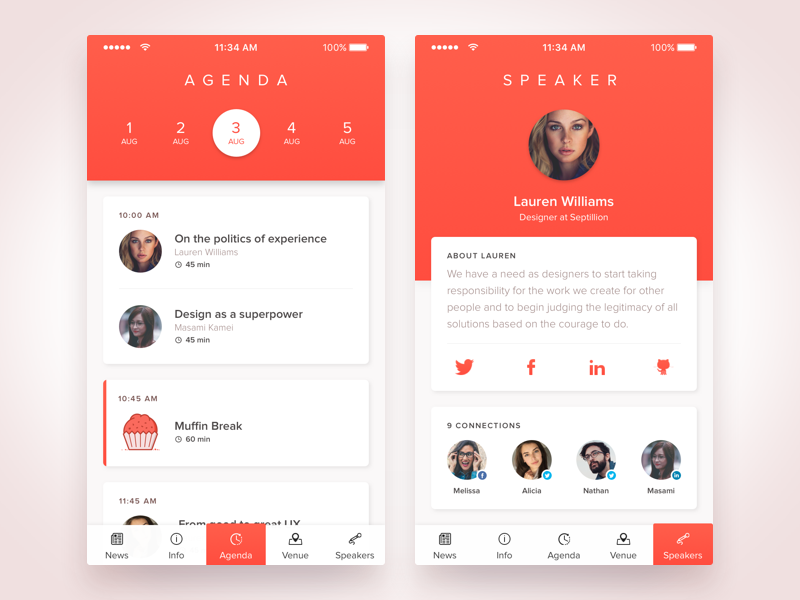 11:34 AM
100%
AGENDA
1 2 3 4 5
AUG AUG AUG AUG AUG
10:00 AM
On the politics of experience
Lauren Williams
45 min
Design as a superpower
Masami Kamei
45 min
10:45 AM
Muffin Break
60 min
11:45 AM
From good to great UX
News Info Agenda Venue Speakers
11:34 AM
100%
SPEAKER
Lauren Williams
Designer at Septillion
ABOUT LAUREN
We have a need as designers to start taking
responsibility for the work we create for other
people and to begin judging the legitimacy of all
solutions based on the courage to do.
9 CONNECTIONS
Melissa Alicia Nathan Masami
News Info Agenda Venue Speakers